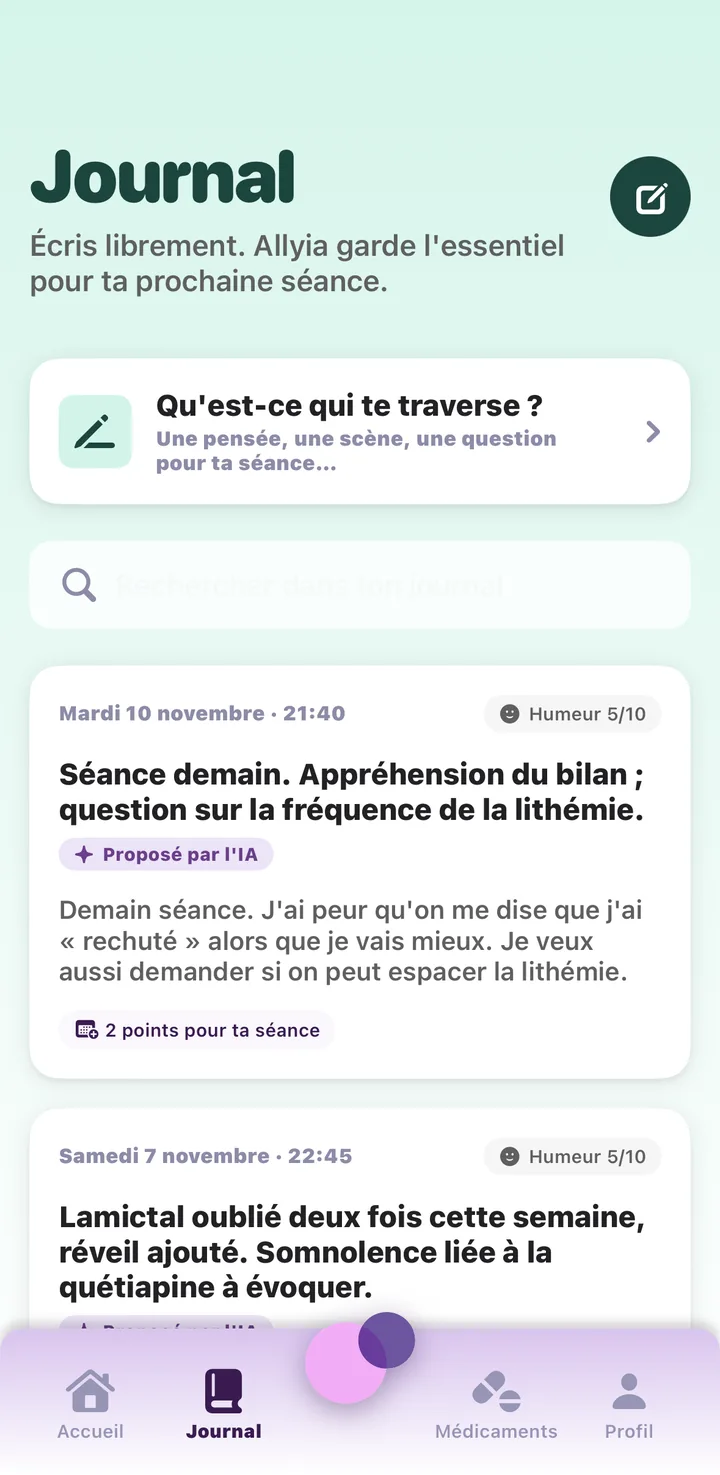 Journal
Écris librement. Allyia garde l'essentiel
pour ta prochaine séance.
Qu'est-ce qui te traverse ?
Une pensée, une scène, une question
pour ta séance...
Rechercher dans ton journal
Mardi 10 novembre · 21:40
Humeur 5/10
Séance demain. Appréhension du bilan ;
question sur la fréquence de la lithémie.
Proposé par l'IA
Demain séance. J'ai peur qu'on me dise que j'ai
« rechuté » alors que je vais mieux. Je veux
aussi demander si on peut espacer la lithémie.
2 points pour ta séance
Samedi 7 novembre · 22:45
Humeur 5/10
Lamictal oublié deux fois cette semaine,
réveil ajouté. Somnolence liée à la
quétiapine à évoquer.
Accueil
Journal
Médicaments
Profil